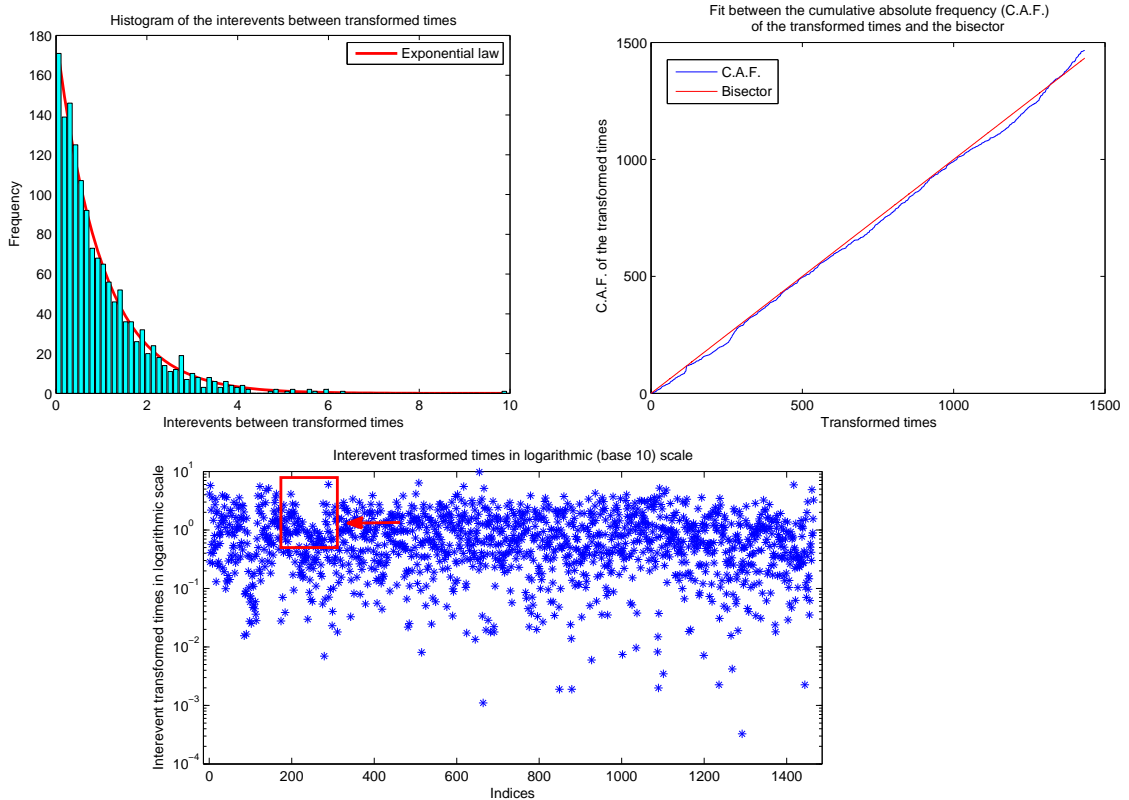 Histogram of the interevents between transformed times
180
160
140
120
100
80
60
40
20
0
Frequency
Exponential law
0 2 4 6 8 10
Interevents between transformed times
Fit between the cumulative absolute frequency (C.A.F.)
of the transformed times and the bisector
1500
1000
500
0
C.A.F. of the transformed times
C.A.F.
Bisector
0 500 1000 1500
Transformed times
Interevent trasformed times in logarithmic (base 10) scale
10^1
10^0
10^−1
10^−2
10^−3
10^−4
Interevent transformed times in logarithmic scale
0 200 400 600 800 1000 1200 1400
Indices